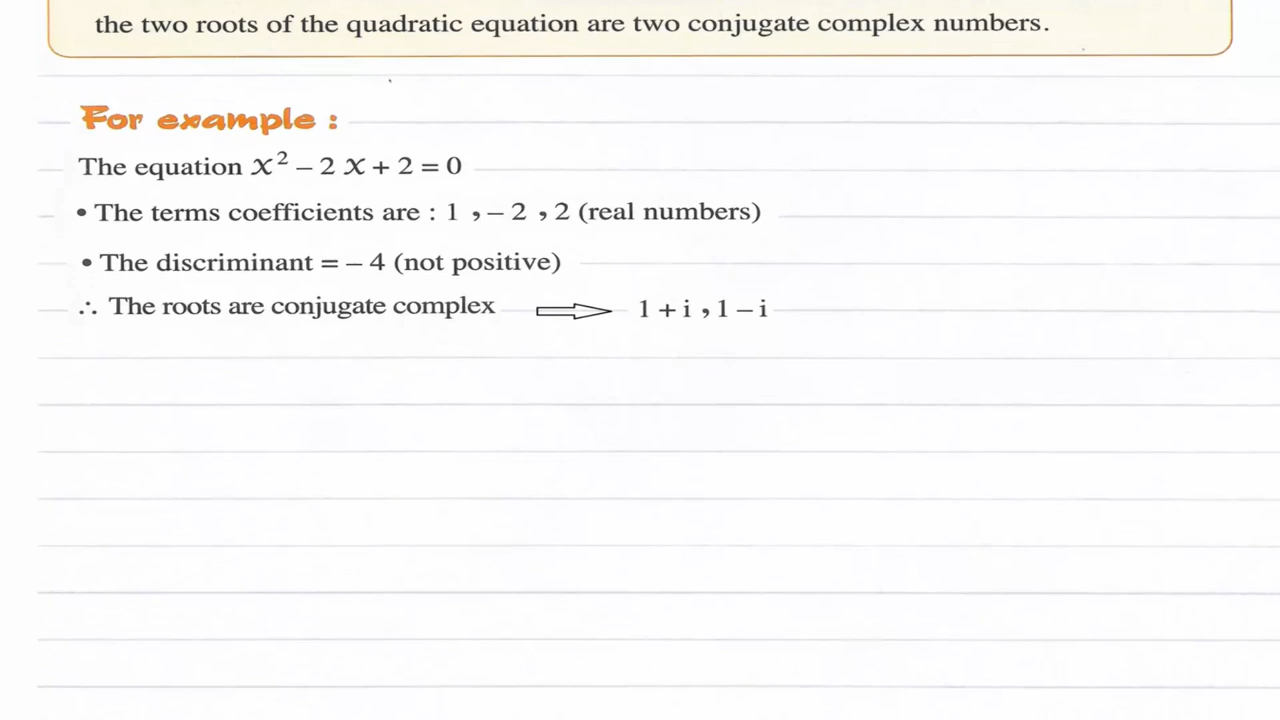 the two roots of the quadratic equation are two conjugate complex numbers.
For example :
The equation x² – 2 x + 2 = 0
• The terms coefficients are : 1 , – 2 , 2 (real numbers)
• The discriminant = – 4 (not positive)
∴ The roots are conjugate complex ⇒ 1 + i , 1 – i